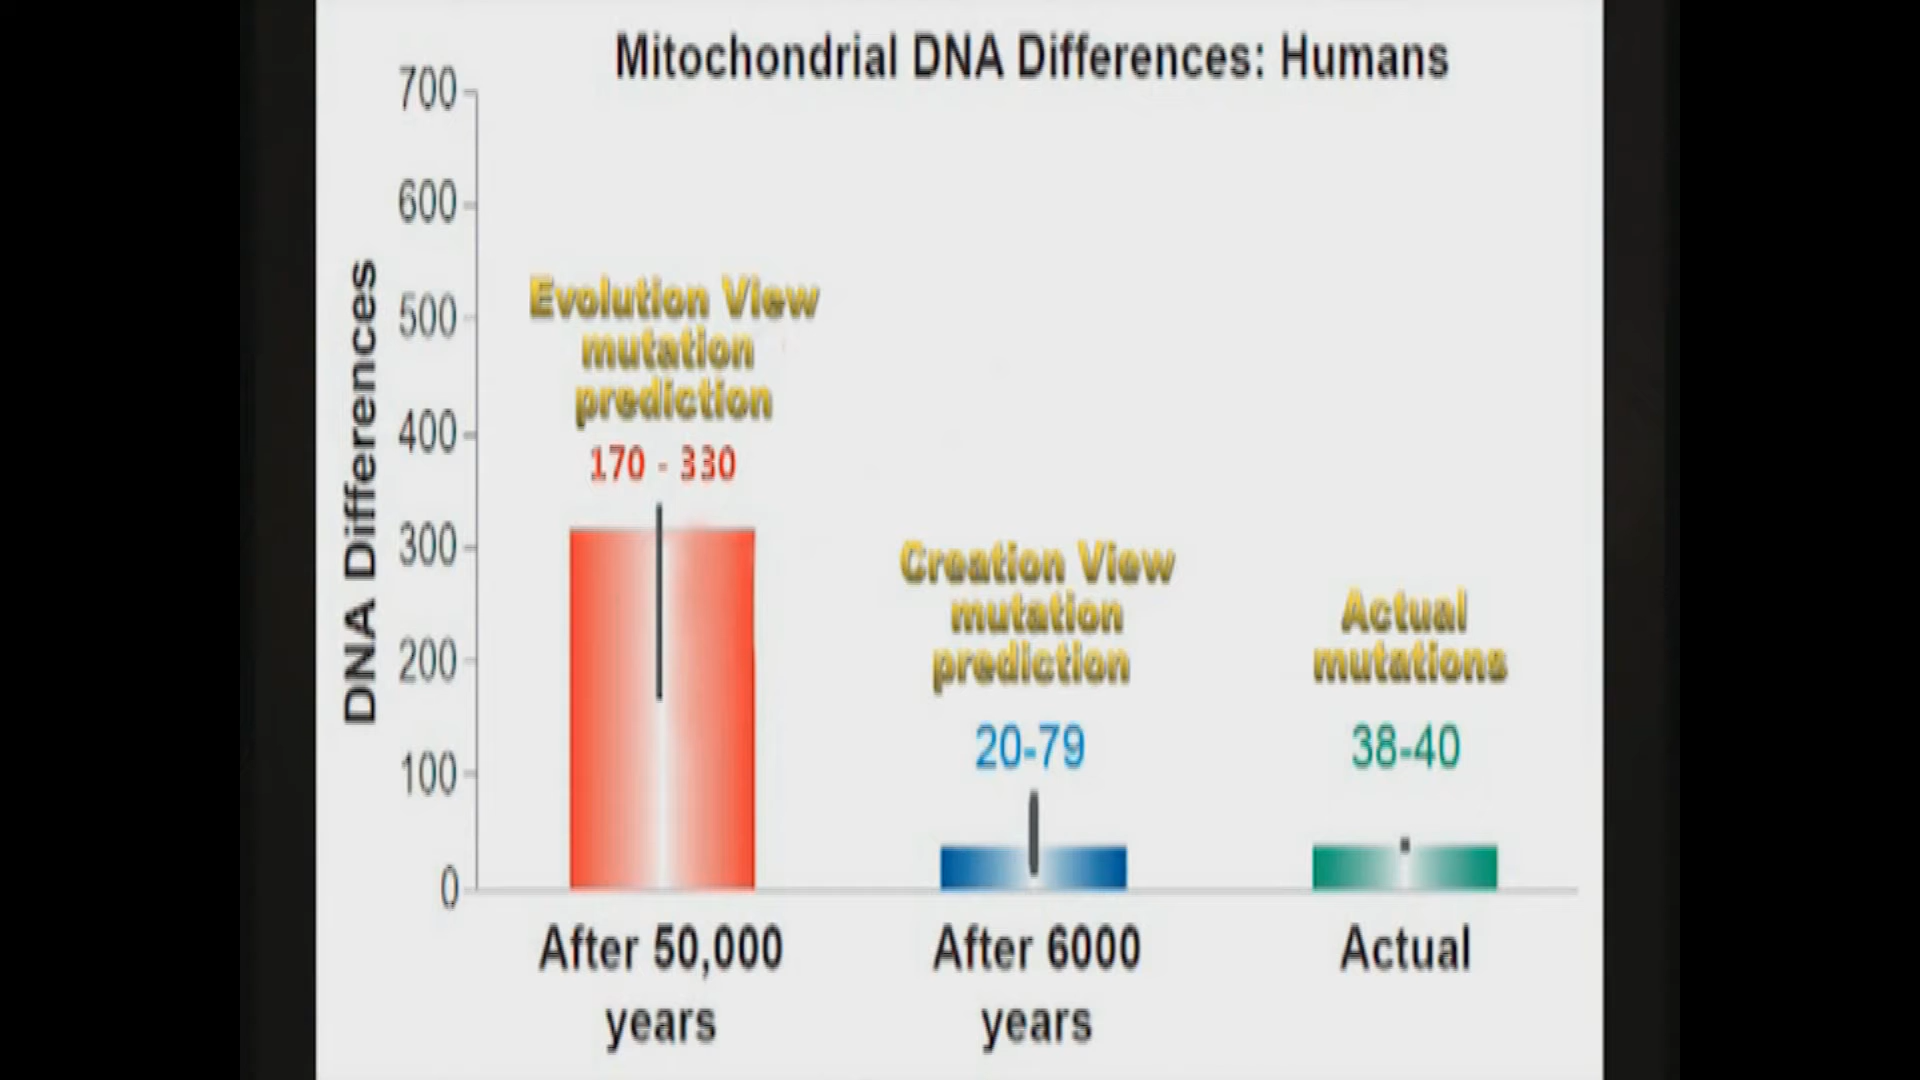 Mitochondrial DNA Differences: Humans
700
600
500
400
300
200
100
0
DNA Differences
Evolution View
mutation
prediction
170 - 330
Creation View
mutation
prediction
20-79
Actual
mutations
38-40
After 50,000
years
After 6000
years
Actual